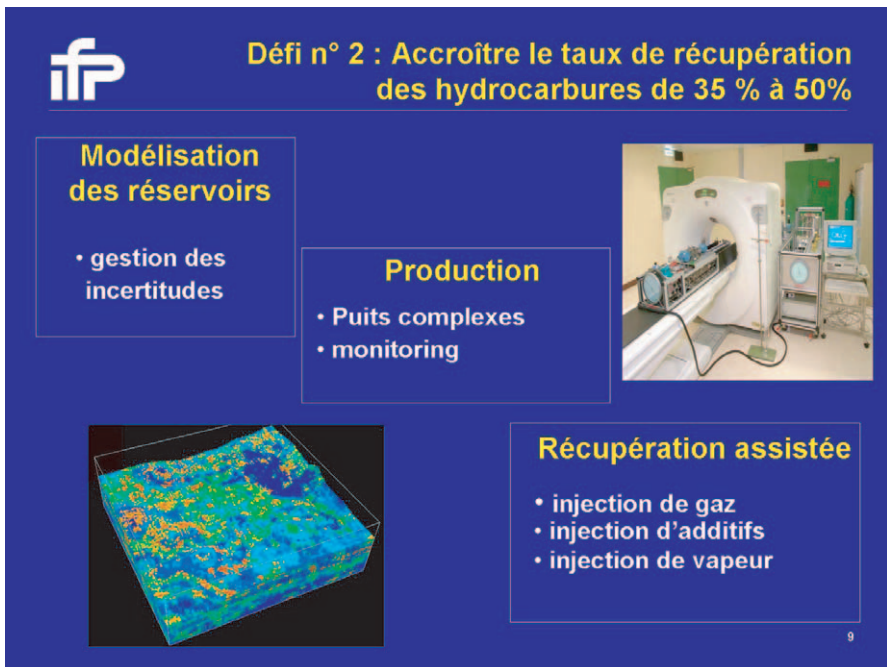 ifp
Défi n° 2 : Accroître le taux de récupération
des hydrocarbures de 35 % à 50%
Modélisation
des réservoirs
• gestion des
incertitudes
Production
• Puits complexes
• monitoring
Récupération assistée
• injection de gaz
• injection d'additifs
• injection de vapeur
9